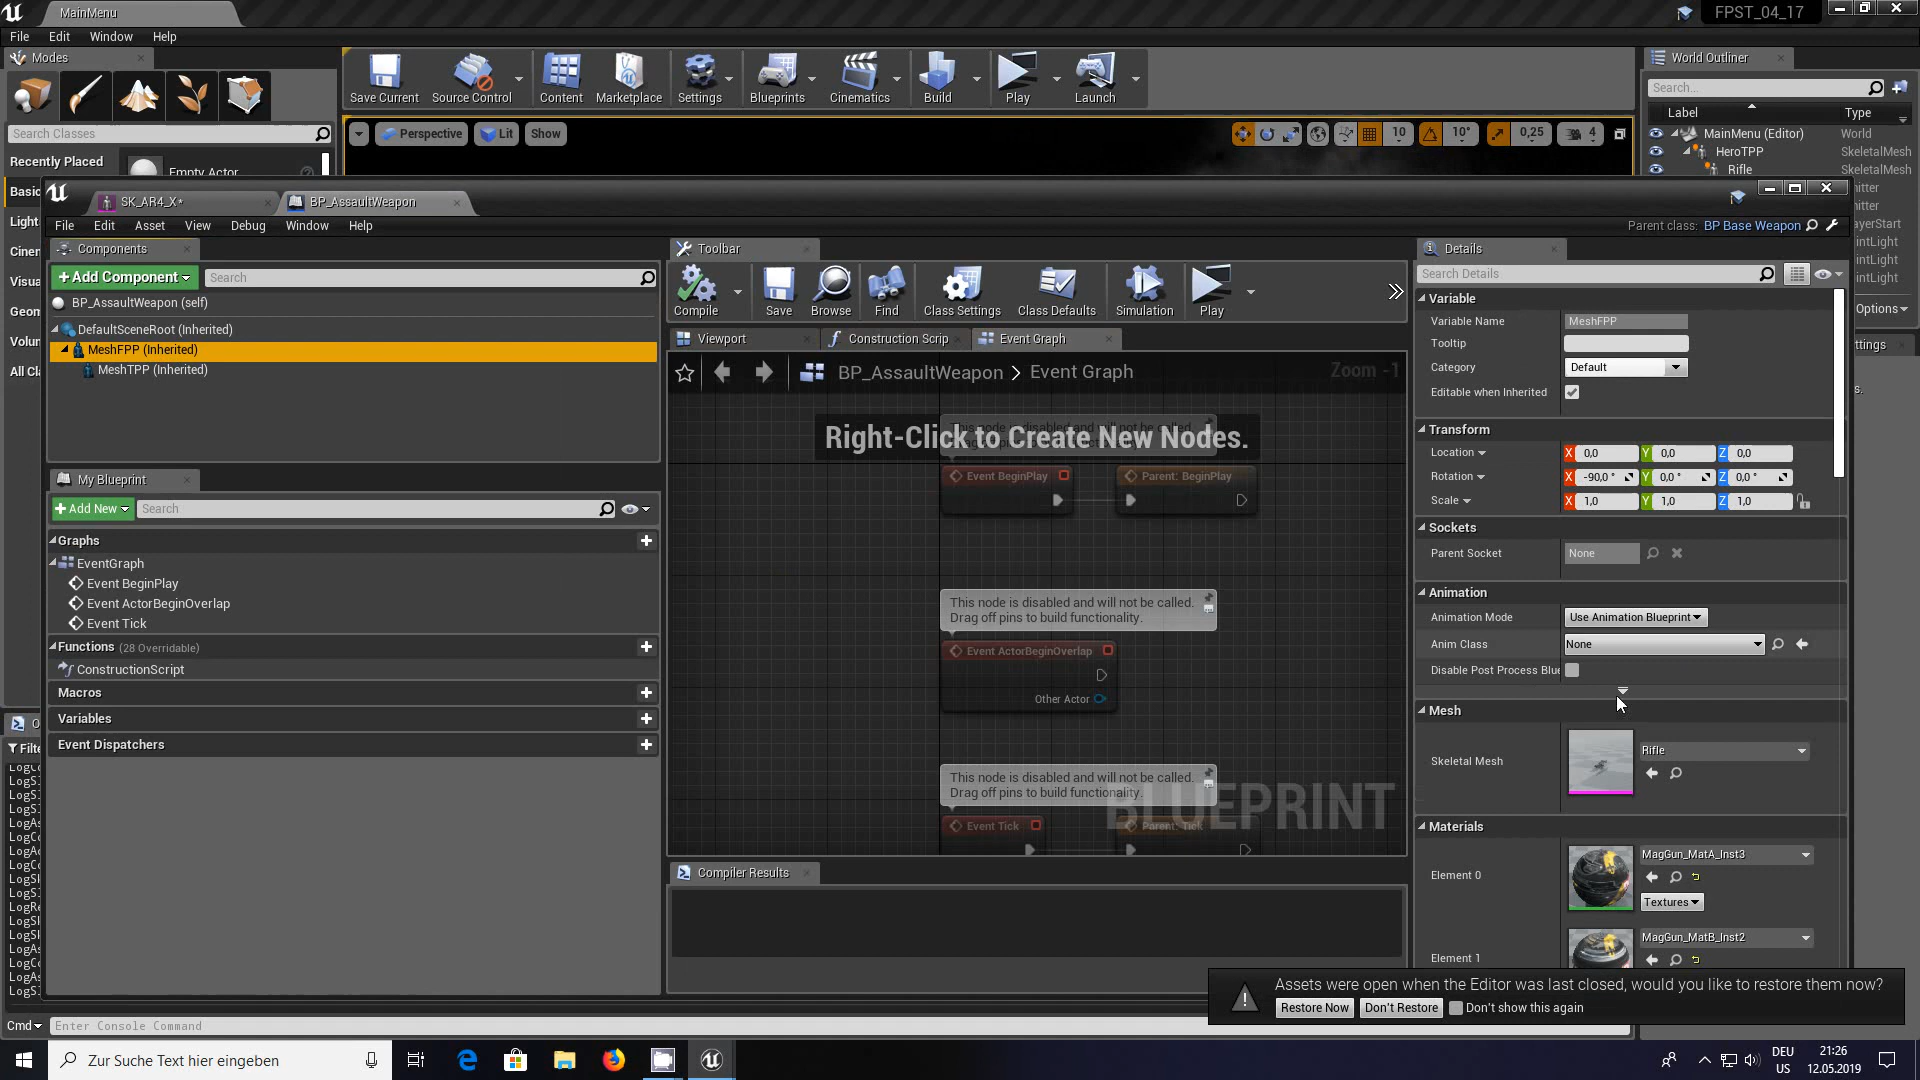 MainMenu
FPST_04_17
File Edit Window Help
Modes
World Outliner
Save Current Source Control Content Marketplace Settings Blueprints Cinematics Build Play Launch
Search...
Label Type
Search Classes
Perspective Lit Show 10 10° 0,25 4
MainMenu (Editor) World
HeroTPP SkeletalMesh
Rifle SkeletalMesh
Recently Placed
Empty Actor
SK_AR4_X*
BP_AssaultWeapon
File Edit Asset View Debug Window Help
Parent class: BP Base Weapon
Components
Toolbar
Details
+Add Component
Search
Search Details
BP_AssaultWeapon (self)
DefaultSceneRoot (Inherited)
MeshFPP (Inherited)
MeshTPP (Inherited)
Compile Save Browse Find Class Settings Class Defaults Simulation Play
Viewport Construction Scrip Event Graph
BP_AssaultWeapon > Event Graph
Zoom -1
Right-Click to Create New Nodes.
Event BeginPlay
Parent: BeginPlay
This node is disabled and will not be called.
Drag off pins to build functionality.
Event ActorBeginOverlap
Other Actor
This node is disabled and will not be called.
Drag off pins to build functionality.
Event Tick
Parent: Tick
BLUEPRINT
My Blueprint
+Add New
Search
Graphs
EventGraph
Event BeginPlay
Event ActorBeginOverlap
Event Tick
Functions (28 Overridable)
ConstructionScript
Macros
Variables
Event Dispatchers
Compiler Results
Variable
Variable Name MeshFPP
Tooltip
Category Default
Editable when Inherited
Transform
Location X 0,0 Y 0,0 Z 0,0
Rotation X -90,0 ° Y 0,0 ° Z 0,0 °
Scale X 1,0 Y 1,0 Z 1,0
Sockets
Parent Socket None
Animation
Animation Mode Use Animation Blueprint
Anim Class None
Disable Post Process Blue
Mesh
Skeletal Mesh Rifle
Materials
Element 0 MagGun_MatA_Inst3
Textures
Element 1 MagGun_MatB_Inst2
Options
Assets were open when the Editor was last closed, would you like to restore them now?
Restore Now Don't Restore Don't show this again
Cmd Enter Console Command
Zur Suche Text hier eingeben
DEU
US
21:26
12.05.2019